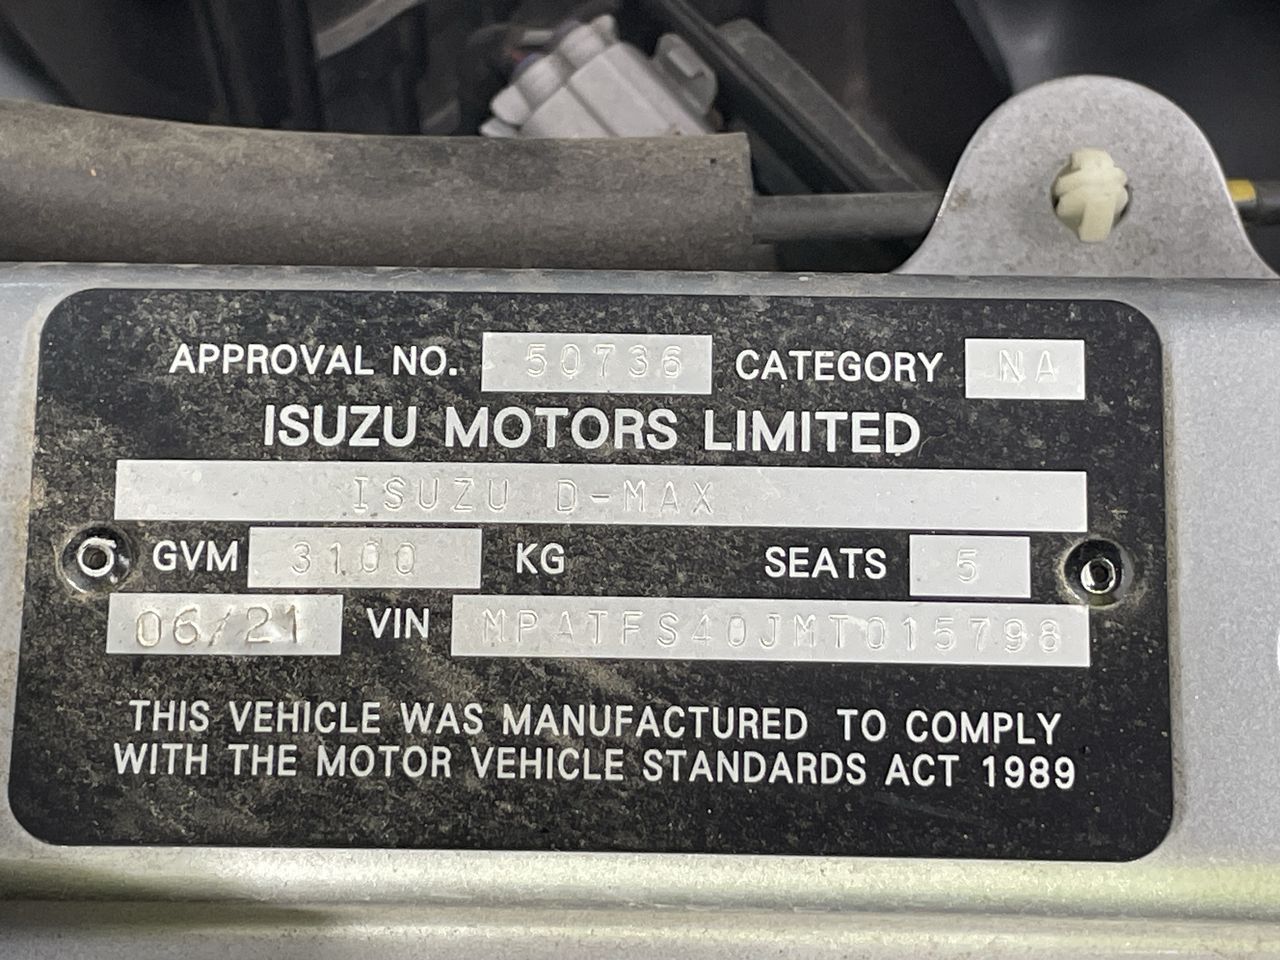 APPROVAL NO. 50736 CATEGORY NA
ISUZU MOTORS LIMITED
ISUZU D-MAX
GVM 3100 KG SEATS 5
06/21 VIN MPATFS40JMT015798
THIS VEHICLE WAS MANUFACTURED TO COMPLY
WITH THE MOTOR VEHICLE STANDARDS ACT 1989